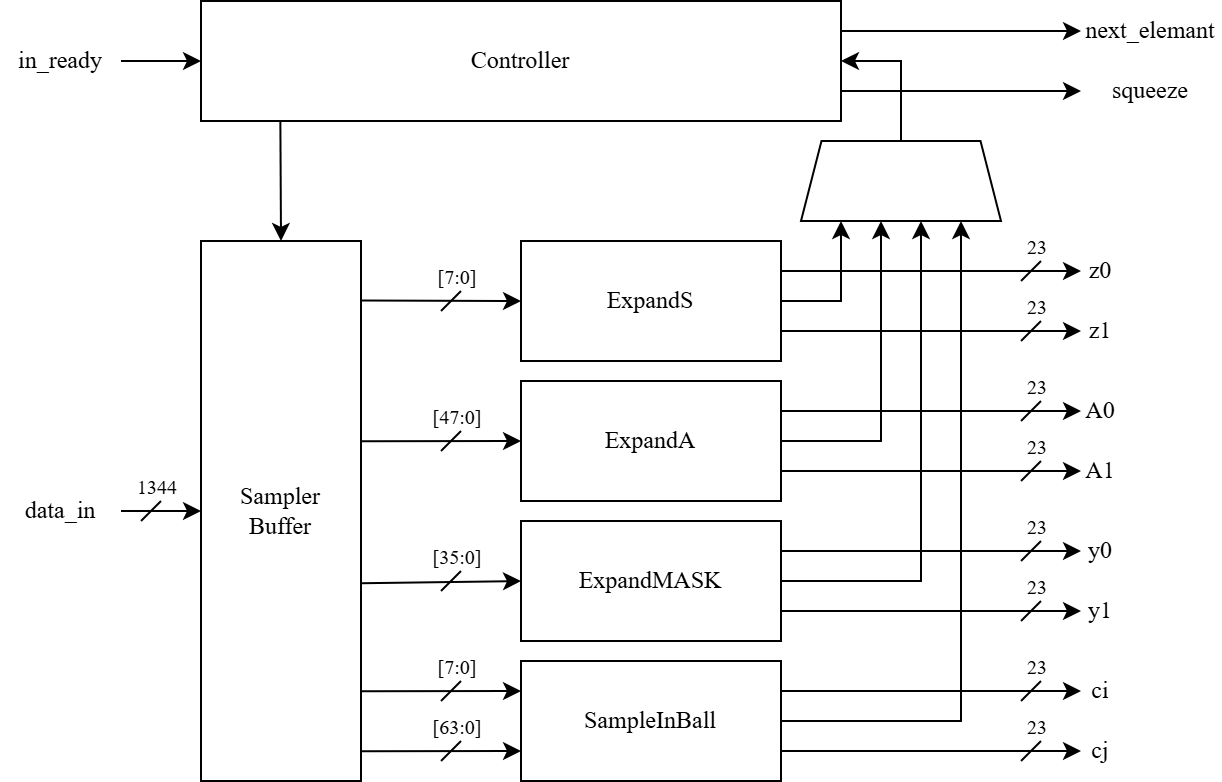 next_elemant
in_ready
Controller
squeeze
[7:0]
23
z0
ExpandS
23
z1
[47:0]
23
A0
ExpandA
23
A1
1344
data_in
Sampler
Buffer
[35:0]
23
y0
ExpandMASK
23
y1
[7:0]
23
ci
SampleInBall
[63:0]
23
cj